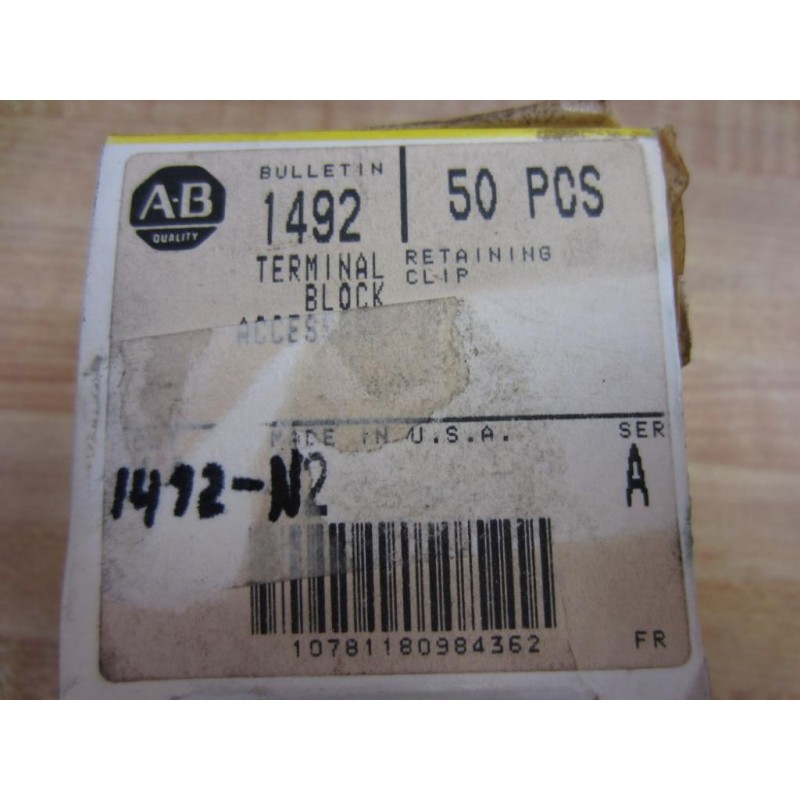 A-B
QUALITY
BULLETIN
1492
50 PCS
TERMINAL
BLOCK
RETAINING
CLIP
MADE IN U.S.A.
SER
1492-N2
A
10781180984362
FR